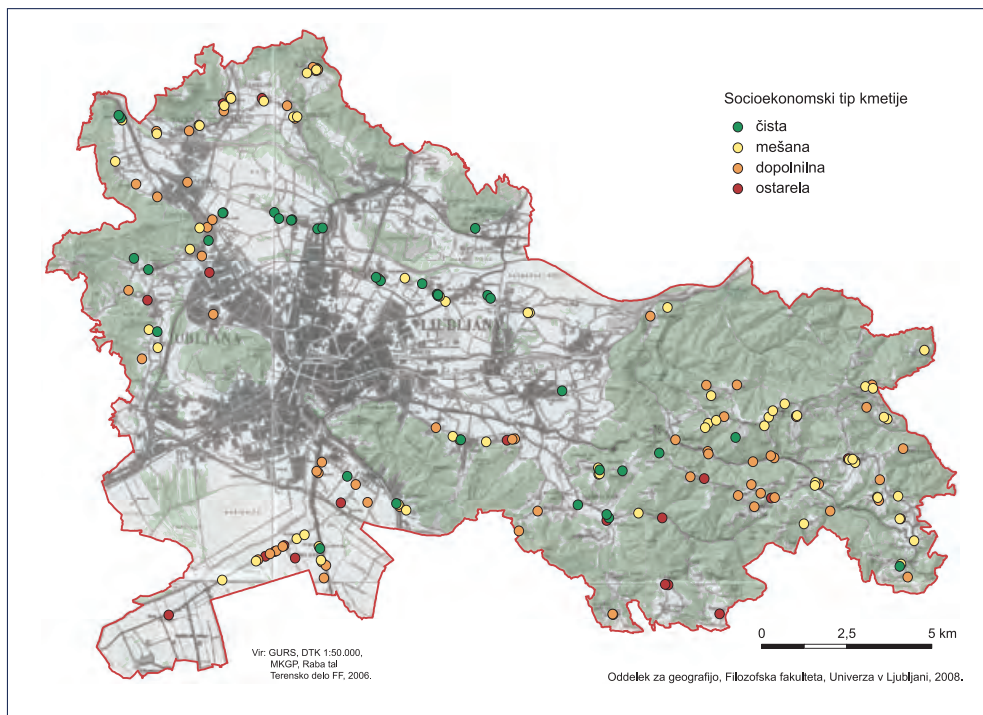 Socioekonomski tip kmetije
čista
mešana
dopolnilna
ostarela
LJUBLJANA
LJUBLJANA
0 2,5 5 km
Vir: GURS, DTK 1:50.000,
MKGP, Raba tal
Terensko delo FF, 2006.
Oddelek za geografijo, Filozofska fakulteta, Univerza v Ljubljani, 2008.